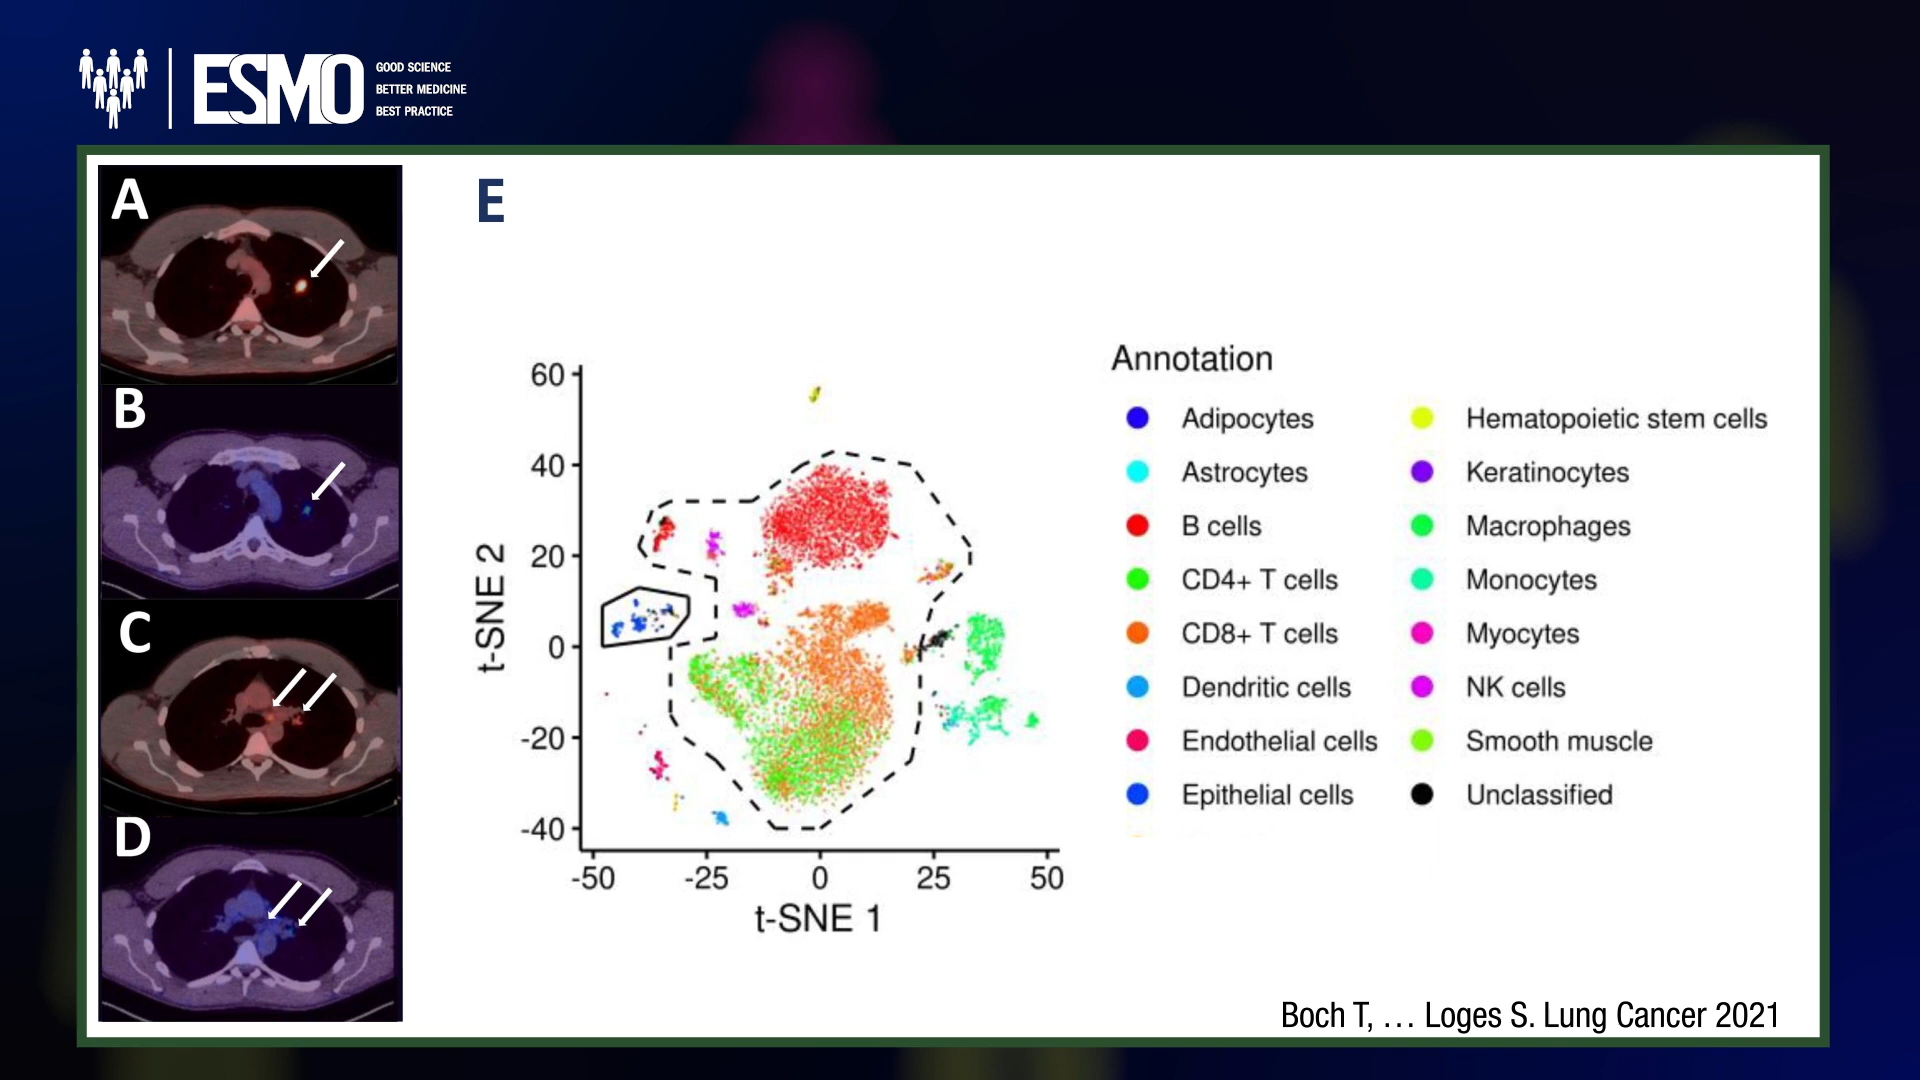 ESMO
GOOD SCIENCE
BETTER MEDICINE
BEST PRACTICE
A
B
C
D
E
60
40
20
0
-20
-40
t-SNE 2
-50 -25 0 25 50
t-SNE 1
Annotation
Adipocytes
Astrocytes
B cells
CD4+ T cells
CD8+ T cells
Dendritic cells
Endothelial cells
Epithelial cells
Hematopoietic stem cells
Keratinocytes
Macrophages
Monocytes
Myocytes
NK cells
Smooth muscle
Unclassified
Boch T, … Loges S. Lung Cancer 2021